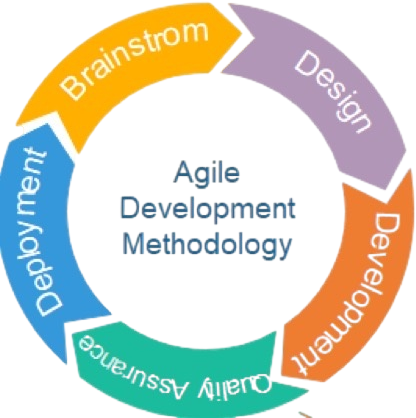 Brainstrom
Design
Development
Quality Assurance
Deployment
Agile
Development
Methodology